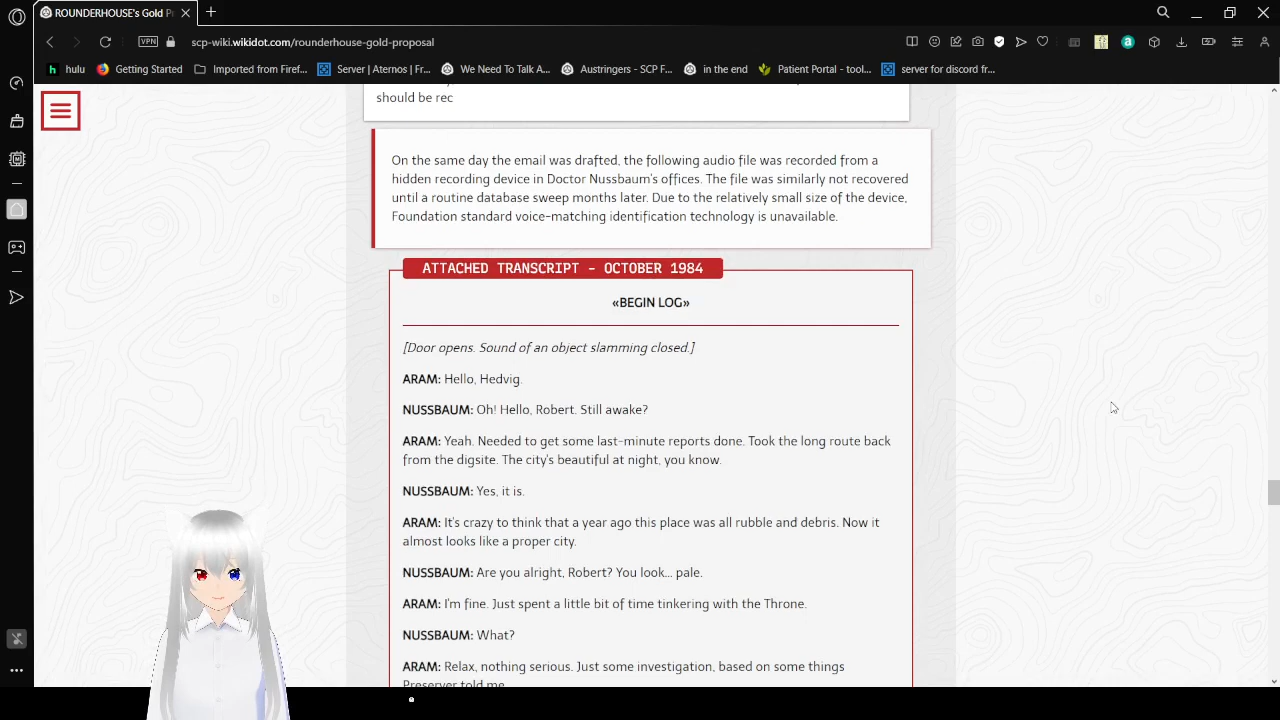 ROUNDERHOUSE's Gold P
VPN
scp-wiki.wikidot.com/rounderhouse-gold-proposal
hulu
Getting Started
Imported from Firef...
Server | Aternos | Fr...
We Need To Talk A...
Austringers - SCP F...
in the end
Patient Portal - tool...
server for discord fr...
should be rec
On the same day the email was drafted, the following audio file was recorded from a
hidden recording device in Doctor Nussbaum's offices. The file was similarly not recovered
until a routine database sweep months later. Due to the relatively small size of the device,
Foundation standard voice-matching identification technology is unavailable.
ATTACHED TRANSCRIPT - OCTOBER 1984
«BEGIN LOG»
[Door opens. Sound of an object slamming closed.]
ARAM: Hello, Hedvig.
NUSSBAUM: Oh! Hello, Robert. Still awake?
ARAM: Yeah. Needed to get some last-minute reports done. Took the long route back
from the digsite. The city's beautiful at night, you know.
NUSSBAUM: Yes, it is.
ARAM: It's crazy to think that a year ago this place was all rubble and debris. Now it
almost looks like a proper city.
NUSSBAUM: Are you alright, Robert? You look... pale.
ARAM: I'm fine. Just spent a little bit of time tinkering with the Throne.
NUSSBAUM: What?
ARAM: Relax, nothing serious. Just some investigation, based on some things
Preserver told me.